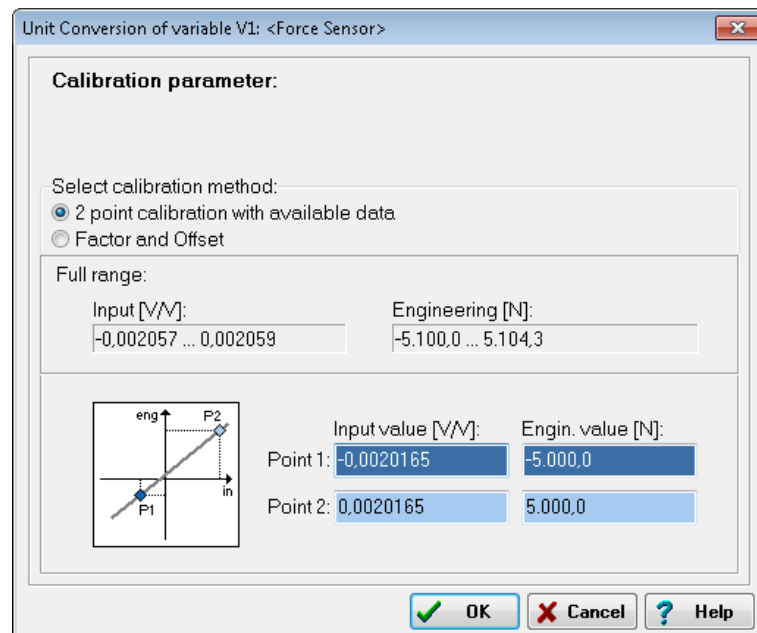 Unit Conversion of variable V1: <Force Sensor>
Calibration parameter:
Select calibration method:
2 point calibration with available data
Factor and Offset
Full range:
Input [V/V]:
Engineering [N]:
-0,002057 ... 0,002059
-5.100,0 ... 5.104,3
eng
P2
in
P1
Input value [V/V]:
Engin. value [N]:
Point 1: -0,0020165 -5.000,0
Point 2: 0,0020165 5.000,0
OK
Cancel
? Help